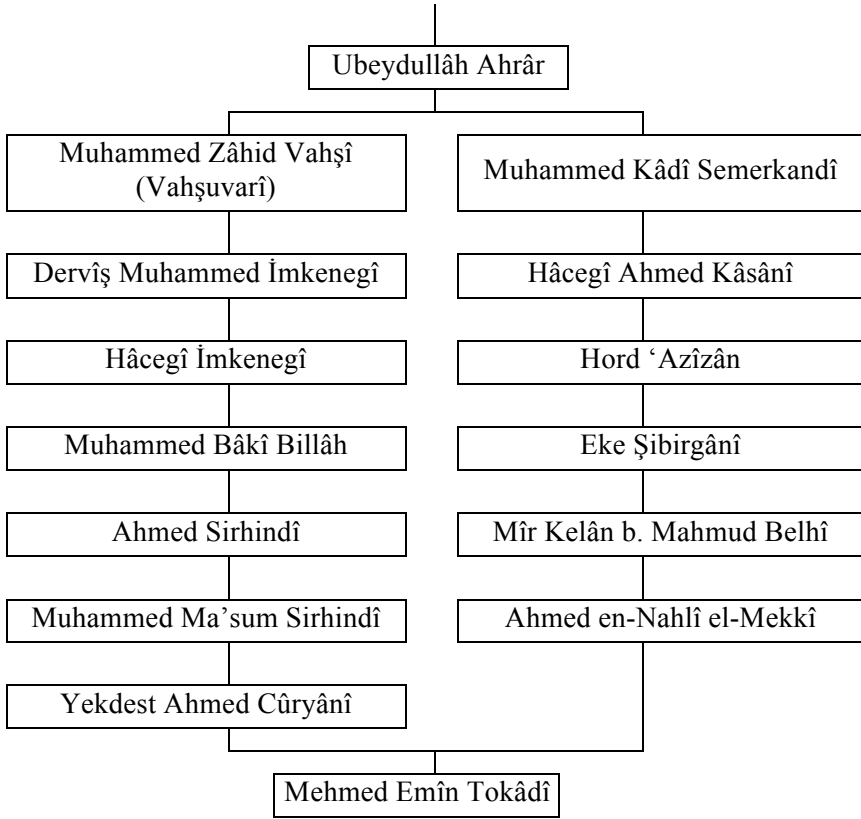 Ubeydullâh Ahrâr
Muhammed Zâhid Vahşî
(Vahşuvarî)
Muhammed Kâdî Semerkandî
Dervîş Muhammed İmkenegî
Hâcegî Ahmed Kâsânî
Hâcegî İmkenegî
Hord ‘Azîzân
Muhammed Bâkî Billâh
Eke Şibirgânî
Ahmed Sirhindî
Mîr Kelân b. Mahmud Belhî
Muhammed Ma’sum Sirhindî
Ahmed en-Nahlî el-Mekkî
Yekdest Ahmed Cûryânî
Mehmed Emîn Tokâdî